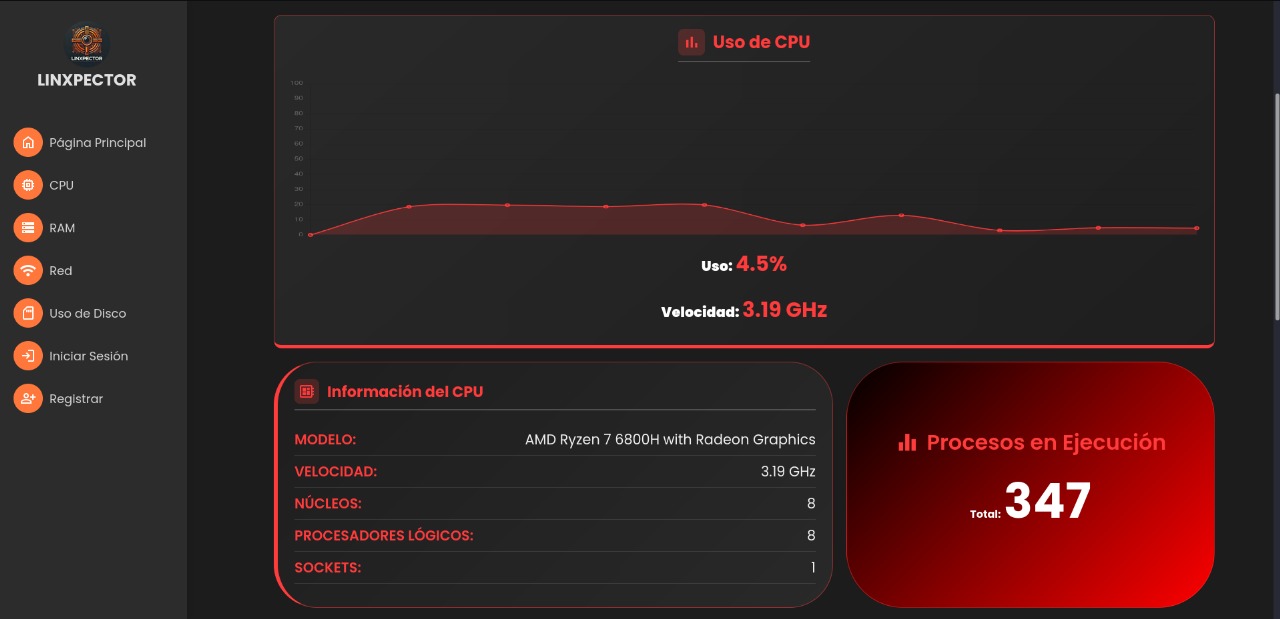 LINXPECTOR
LINXPECTOR
Página Principal
CPU
RAM
Red
Uso de Disco
Iniciar Sesión
Registrar
Uso de CPU
100
90
80
70
60
50
40
30
20
10
0
Uso: 4.5%
Velocidad: 3.19 GHz
Información del CPU
MODELO: AMD Ryzen 7 6800H with Radeon Graphics
VELOCIDAD: 3.19 GHz
NÚCLEOS: 8
PROCESADORES LÓGICOS: 8
SOCKETS: 1
Procesos en Ejecución
Total: 347